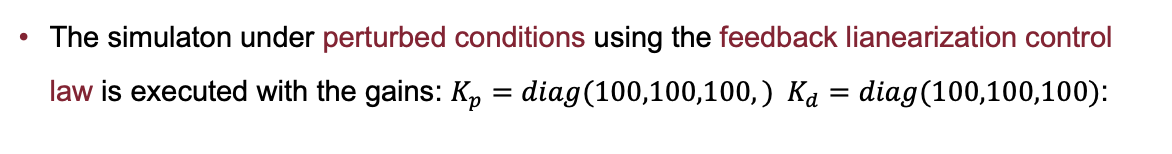 • The simulaton under perturbed conditions using the feedback lianearization control
law is executed with the gains: K_p = diag(100,100,100,) K_d = diag(100,100,100):